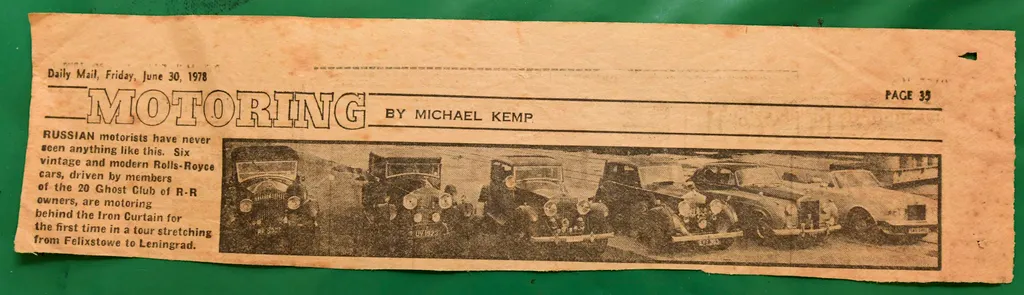 Daily Mail, Friday, June 30, 1978
PAGE 35
MOTORING
BY MICHAEL KEMP
RUSSIAN motorists have never
seen anything like this. Six
vintage and modern Rolls-Royce
cars, driven by members
of the 20 Ghost Club of R-R
owners, are motoring
behind the Iron Curtain for
the first time in a tour stretching
from Felixstowe to Leningrad.